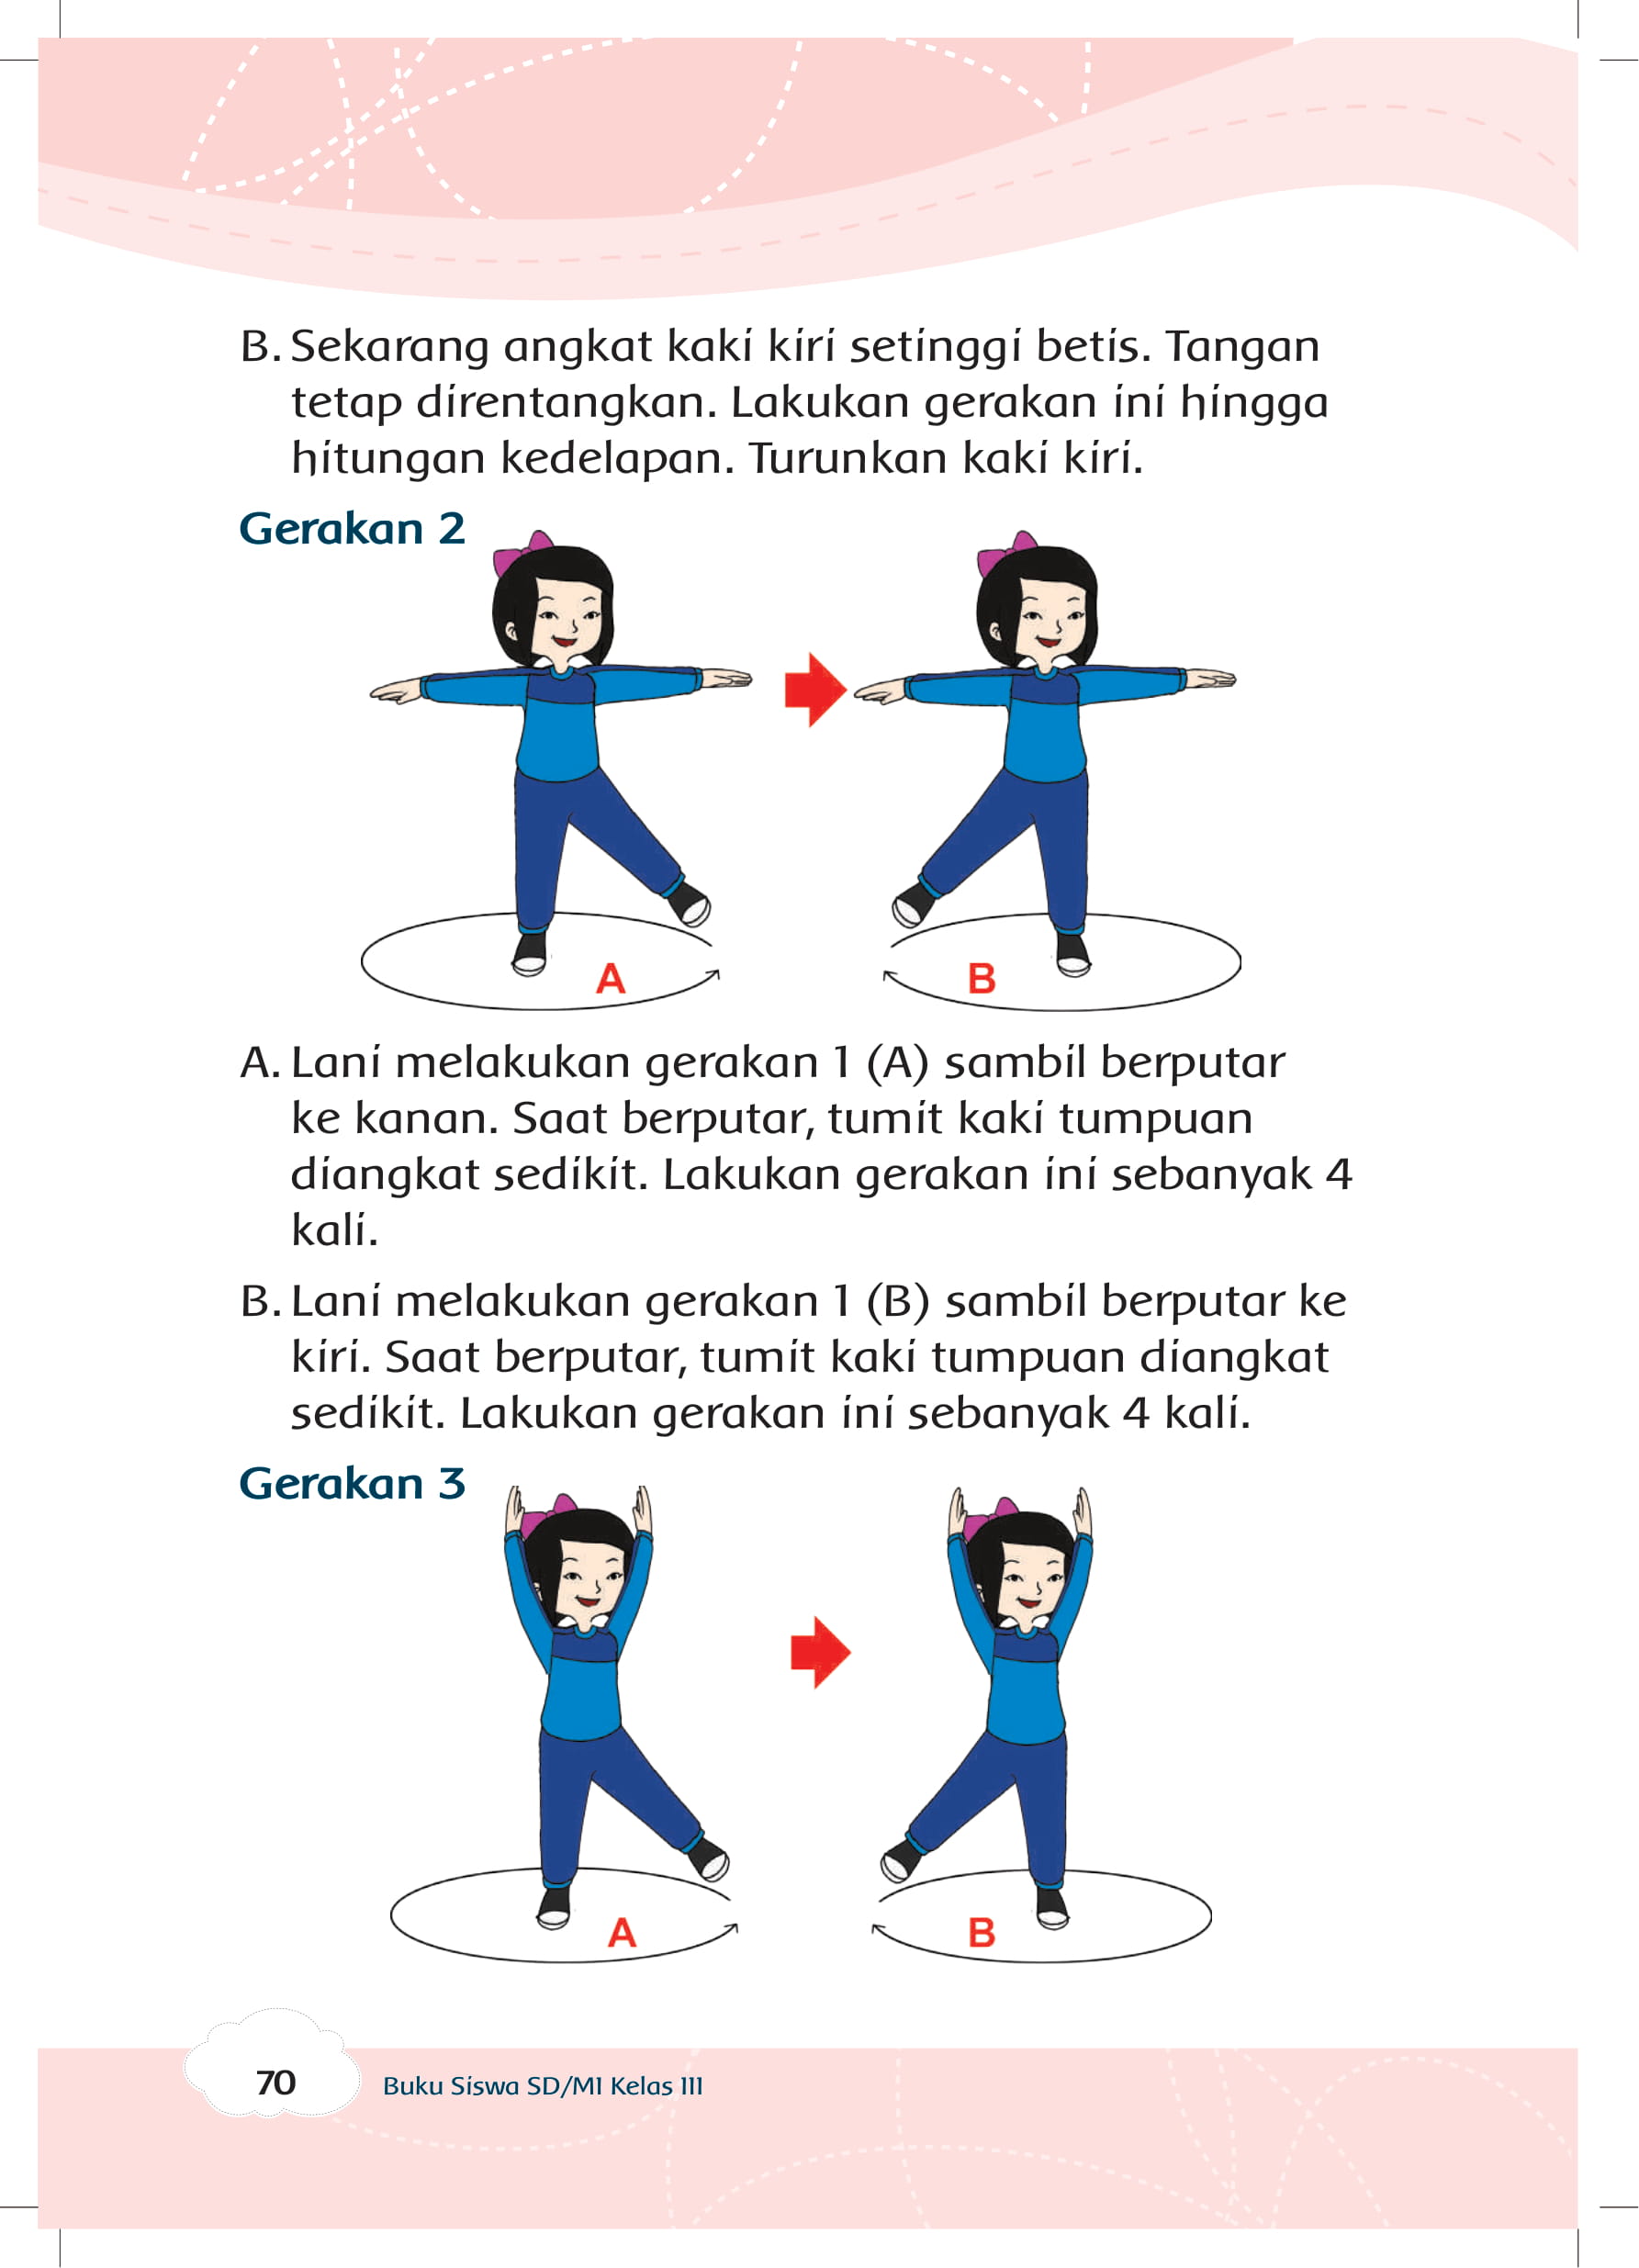 B. Sekarang angkat kaki kiri setinggi betis. Tangan
tetap direntangkan. Lakukan gerakan ini hingga
hitungan kedelapan. Turunkan kaki kiri.
Gerakan 2
A
B
A. Lani melakukan gerakan 1 (A) sambil berputar
ke kanan. Saat berputar, tumit kaki tumpuan
diangkat sedikit. Lakukan gerakan ini sebanyak 4
kali.
B. Lani melakukan gerakan 1 (B) sambil berputar ke
kiri. Saat berputar, tumit kaki tumpuan diangkat
sedikit. Lakukan gerakan ini sebanyak 4 kali.
Gerakan 3
A
B
70
Buku Siswa SD/MI Kelas III